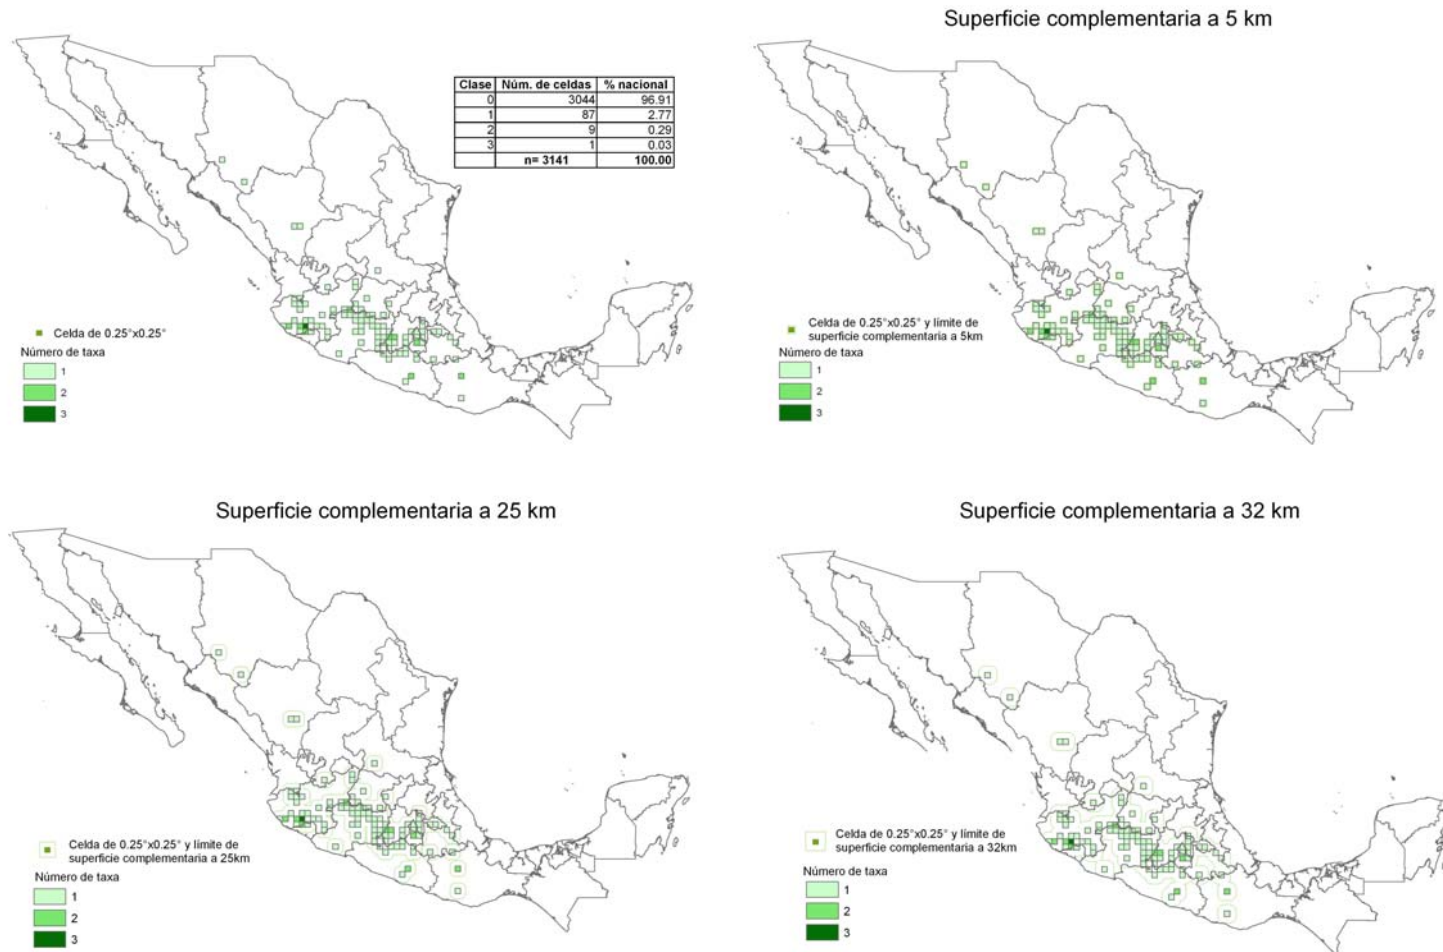 Superficie complementaria a 5 km
Clase Núm. de celdas % nacional
0 3044 96.91
1 87 2.77
2 9 0.29
3 1 0.03
n= 3141 100.00
Celda de 0.25°x0.25°
Número de taxa
1
2
3
Celda de 0.25°x0.25° y límite de
superficie complementaria a 5km
Número de taxa
1
2
3
Superficie complementaria a 25 km
Superficie complementaria a 32 km
Celda de 0.25°x0.25° y límite de
superficie complementaria a 25km
Número de taxa
1
2
3
Celda de 0.25°x0.25° y límite de
superficie complementaria a 32km
Número de taxa
1
2
3